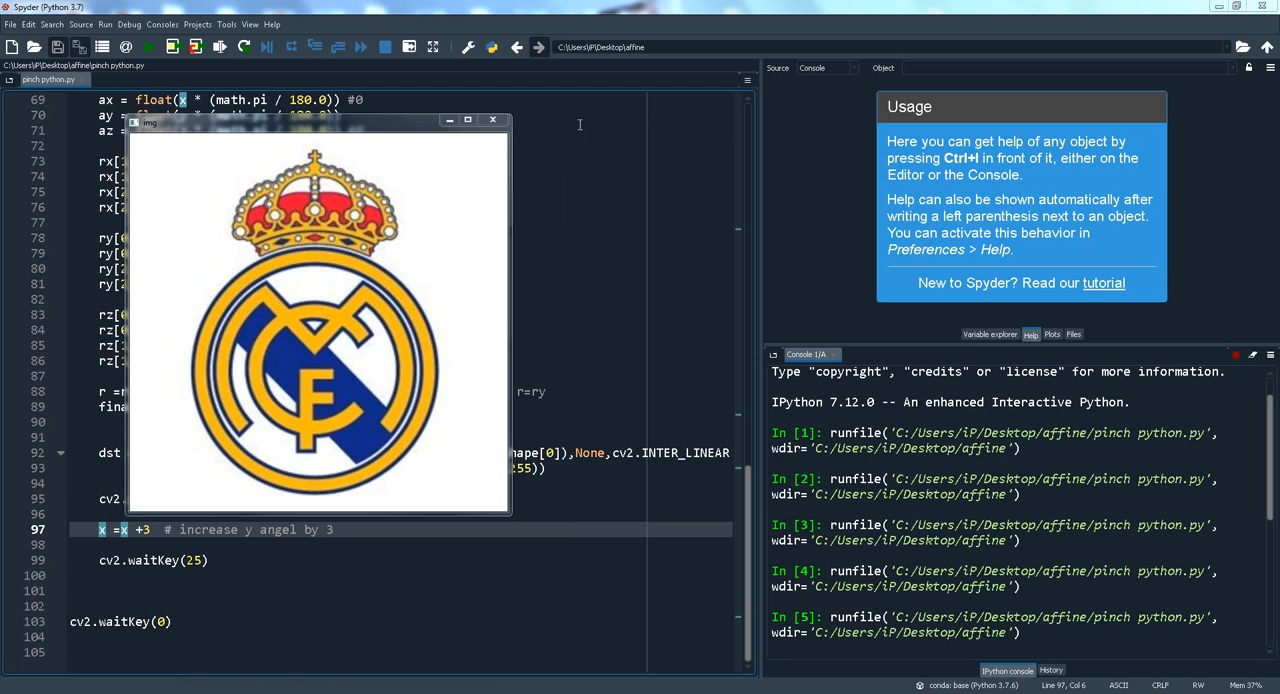 Spyder (Python 3.7)
File Edit Search Source Run Debug Consoles Projects Tools View Help
C:\Users\iP\Desktop\affine
C:\Users\iP\Desktop\affine\pinch python.py
pinch python.py
69 ax = float(x * (math.pi / 180.0)) #0
70 ay =
71 az =
72
73 rx[
74 rx[
75 rx[2
76 rx[2
77
78 ry[0
79 ry[0
80 ry[2
81 ry[2
82
83 rz[0
84 rz[0
85 rz[1
86 rz[1
87
88 r =r r=ry
89 fina
90
91
92 dst hape[0]),None,cv2.INTER_LINEAR
93 255))
94
95 cv2.
96
97 x =x +3 # increase y angel by 3
98
99 cv2.waitKey(25)
100
101
102
103 cv2.waitKey(0)
104
105
img
Source Console Object
Usage
Here you can get help of any object by
pressing Ctrl+I in front of it, either on the
Editor or the Console.
Help can also be shown automatically after
writing a left parenthesis next to an object.
You can activate this behavior in
Preferences > Help.
New to Spyder? Read our tutorial
Variable explorer Help Plots Files
Console 1/A
Type "copyright", "credits" or "license" for more information.
IPython 7.12.0 -- An enhanced Interactive Python.
In [1]: runfile('C:/Users/iP/Desktop/affine/pinch python.py',
wdir='C:/Users/iP/Desktop/affine')
In [2]: runfile('C:/Users/iP/Desktop/affine/pinch python.py',
wdir='C:/Users/iP/Desktop/affine')
In [3]: runfile('C:/Users/iP/Desktop/affine/pinch python.py',
wdir='C:/Users/iP/Desktop/affine')
In [4]: runfile('C:/Users/iP/Desktop/affine/pinch python.py',
wdir='C:/Users/iP/Desktop/affine')
In [5]: runfile('C:/Users/iP/Desktop/affine/pinch python.py',
wdir='C:/Users/iP/Desktop/affine')
IPython console History
conda: base (Python 3.7.6) Line 97, Col 6 ASCII CRLF RW Mem 37%